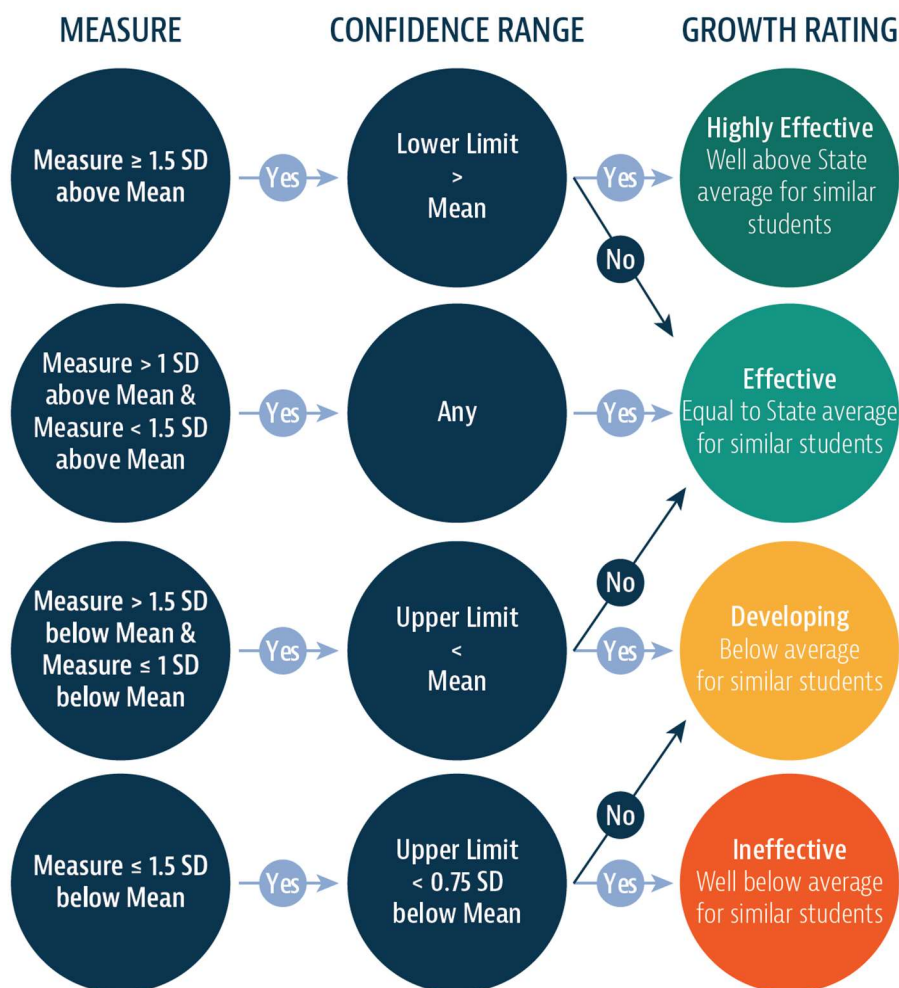 MEASURE
CONFIDENCE RANGE
GROWTH RATING
Measure ≥ 1.5 SD
above Mean
Yes
Lower Limit
>
Mean
Yes
No
Highly Effective
Well above State
average for similar
students
Measure > 1 SD
above Mean &
Measure < 1.5 SD
above Mean
Yes
Any
Yes
Effective
Equal to State average
for similar students
Measure > 1.5 SD
below Mean &
Measure ≤ 1 SD
below Mean
Yes
Upper Limit
<
Mean
No
Yes
Developing
Below average
for similar students
Measure ≤ 1.5 SD
below Mean
Yes
Upper Limit
< 0.75 SD
below Mean
No
Yes
Ineffective
Well below average
for similar students